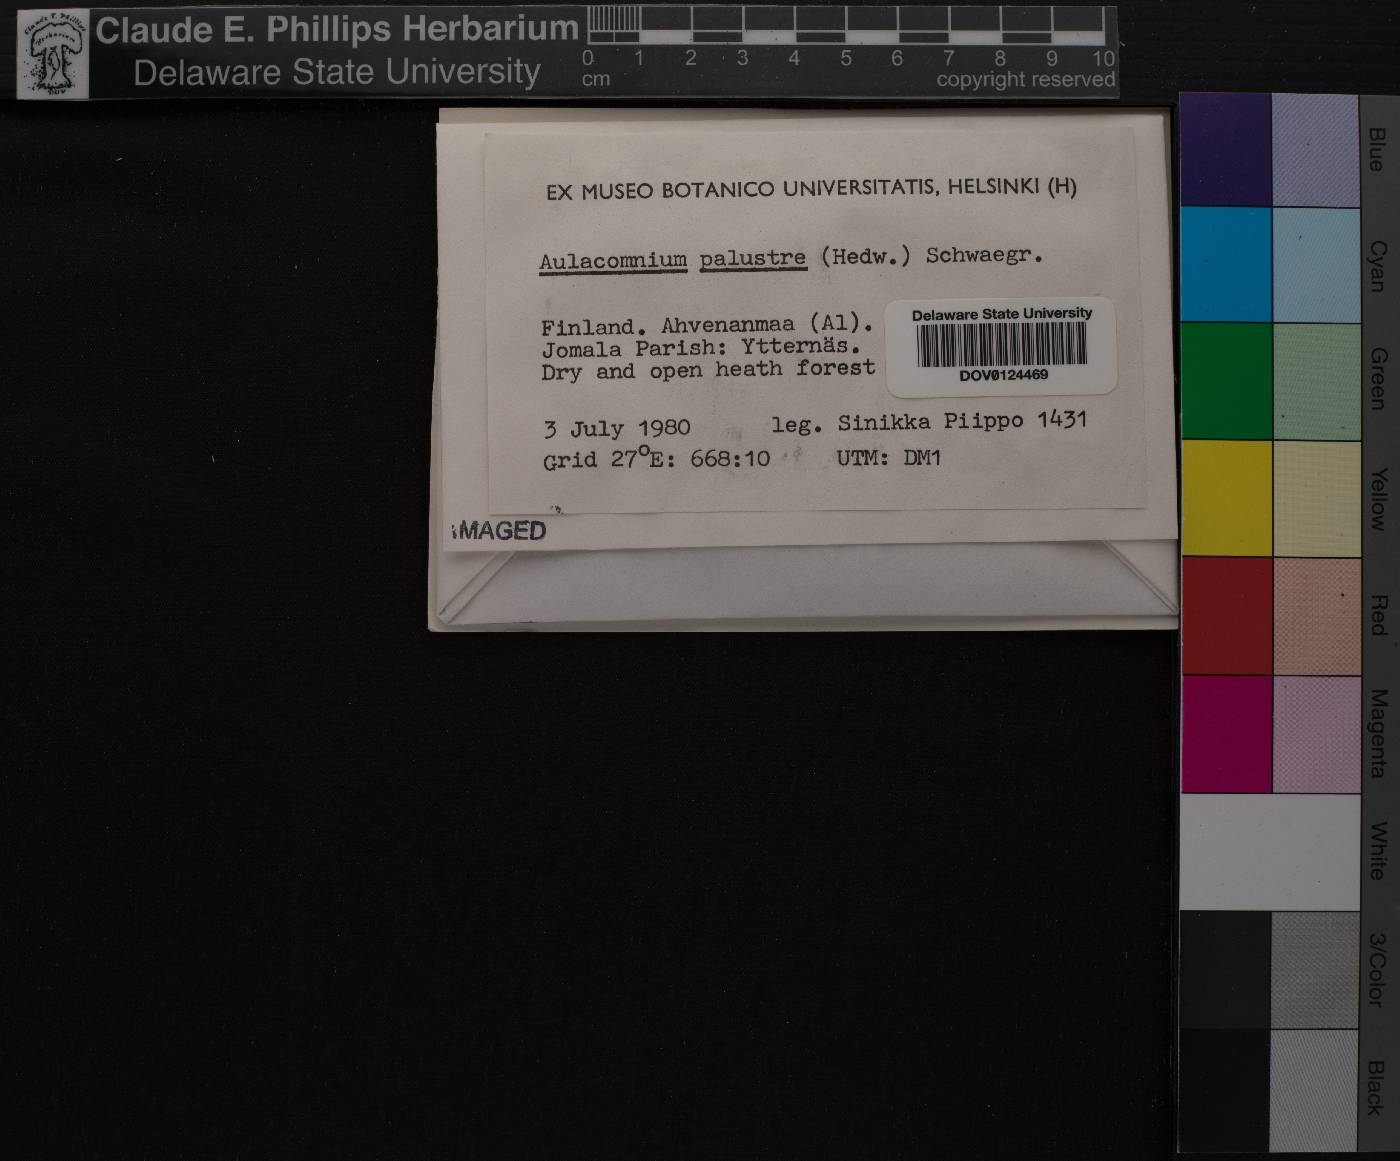 Claude E. Phillips Herbarium
Delaware State University
0 1 2 3 4 5 6 7 8 9 10
cm
copyright reserved
EX MUSEO BOTANICO UNIVERSITATIS, HELSINKI (H)
Aulacomnium palustre (Hedw.) Schwaegr.
Finland. Ahvenanmaa (Al).
Jomala Parish: Ytternäs.
Dry and open heath forest
Delaware State University
DOV0124469
3 July 1980 leg. Sinikka Piippo 1431
Grid 27°E: 668:10 UTM: DM1
IMAGED
Blue
Cyan
Green
Yellow
Red
Magenta
White
3/Color
Black